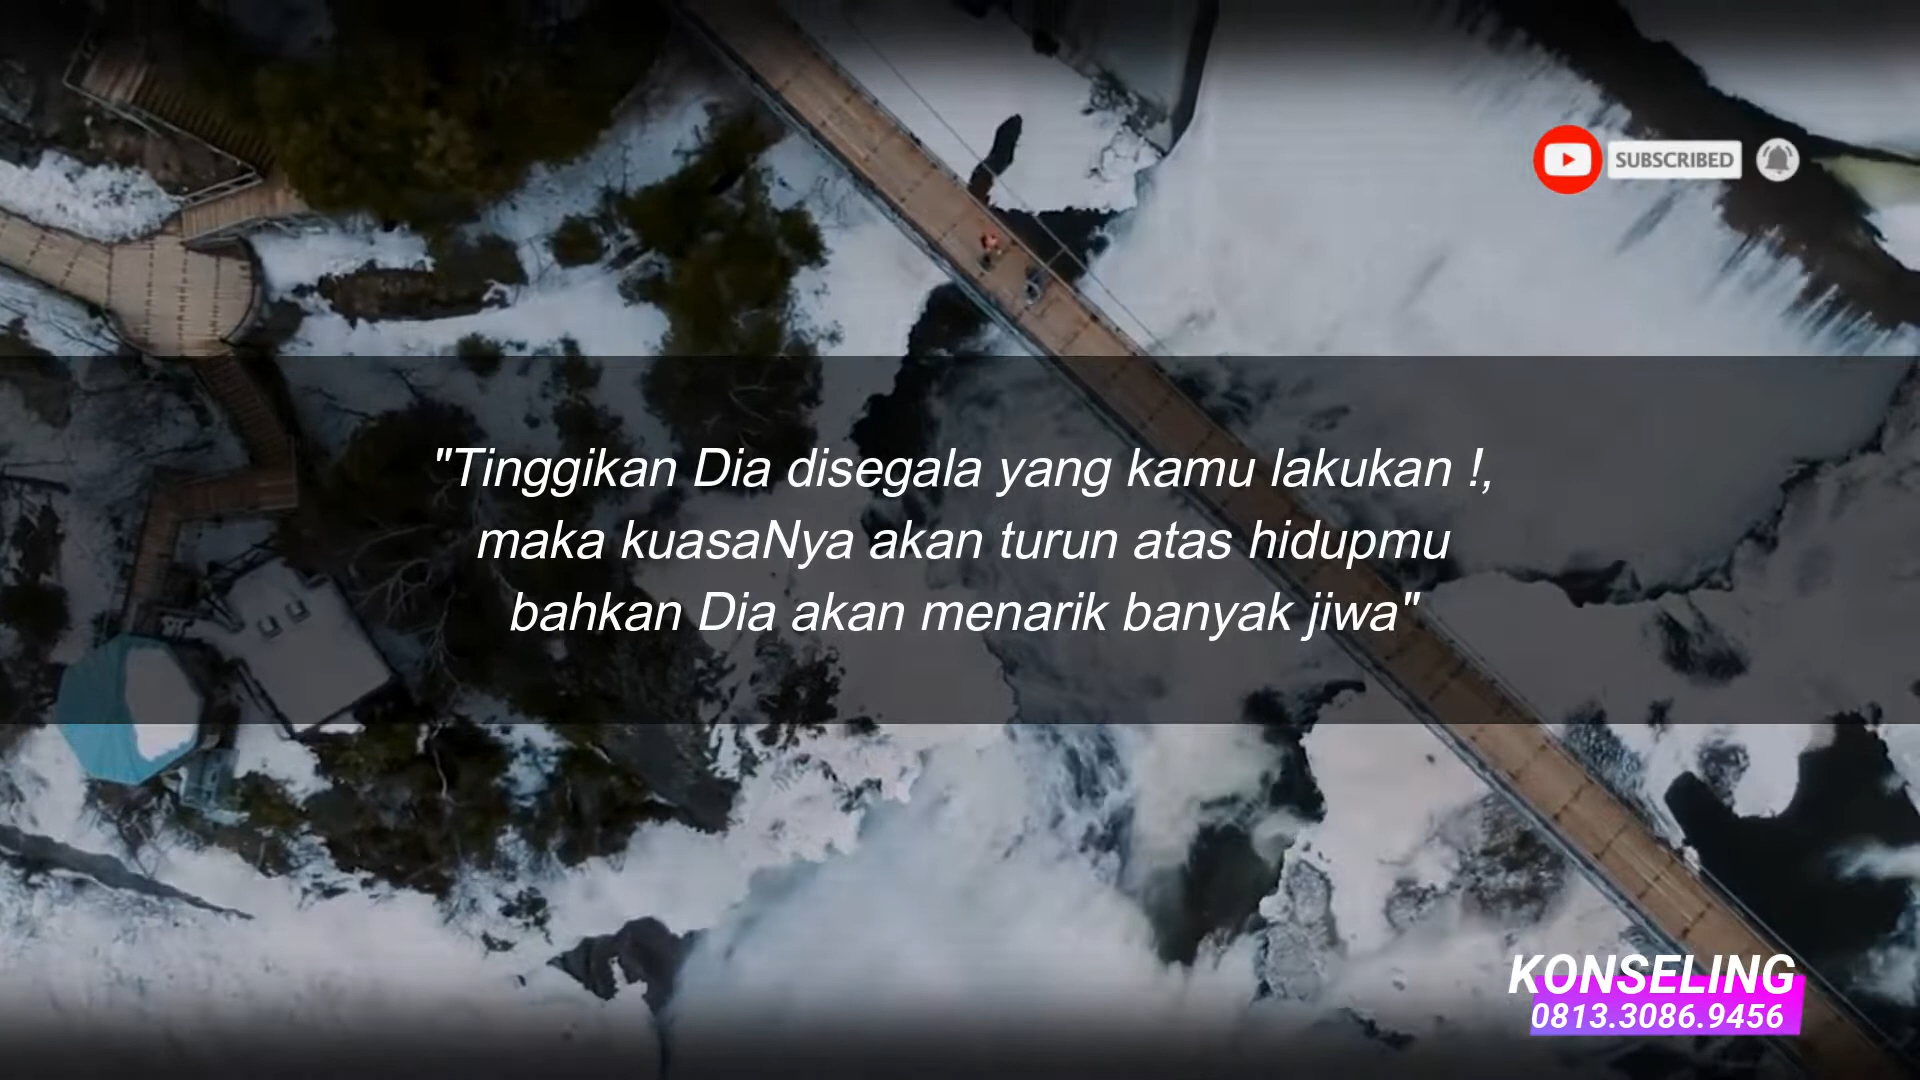 SUBSCRIBED
"Tinggikan Dia disegala yang kamu lakukan !,
maka kuasaNya akan turun atas hidupmu
bahkan Dia akan menarik banyak jiwa"
KONSELING
0813.3086.9456